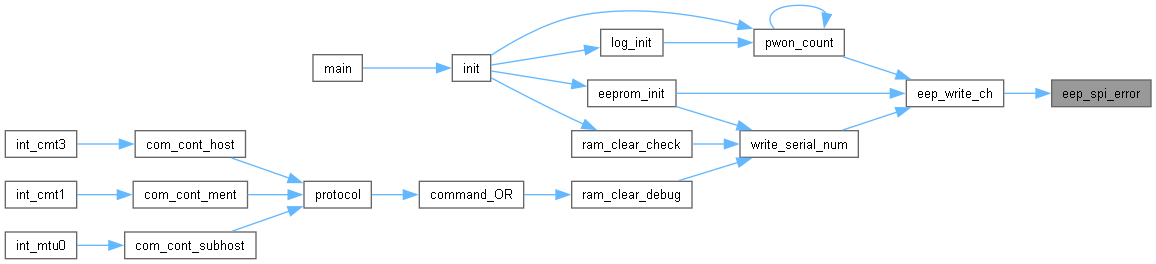 main
init
log_init
pwon_count
eeprom_init
eep_write_ch
eep_spi_error
ram_clear_check
write_serial_num
int_cmt3
com_cont_host
int_cmt1
com_cont_ment
protocol
command_OR
ram_clear_debug
int_mtu0
com_cont_subhost